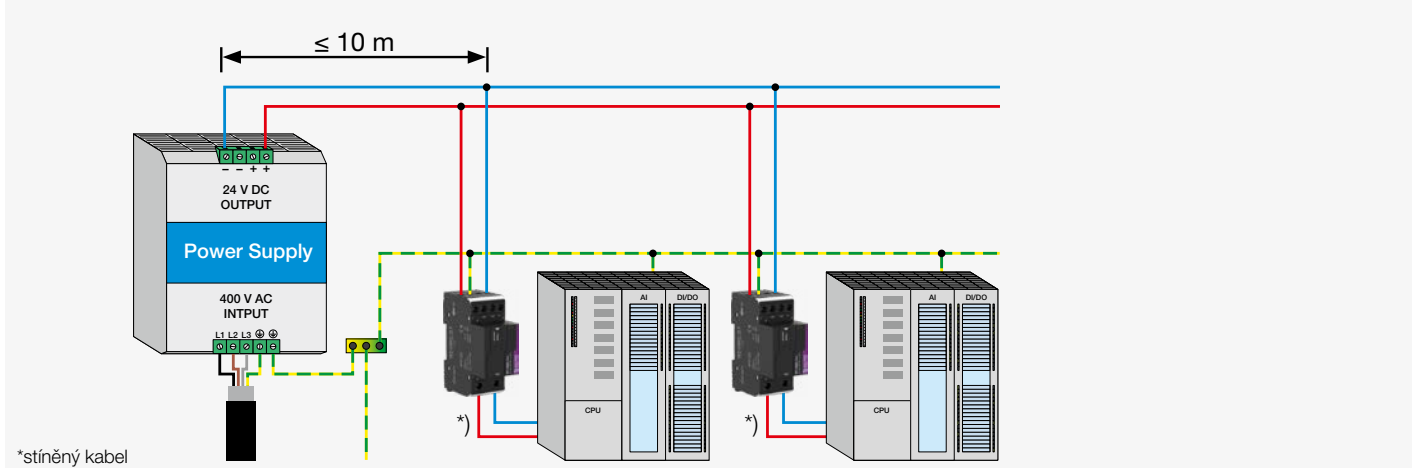 ≤ 10 m
– – + +
24 V DC
OUTPUT
Power Supply
400 V AC
INTPUT
L1 L2 L3
AI DI/DO
AI DI/DO
CPU
CPU
*)
*)
*stíněný kabel